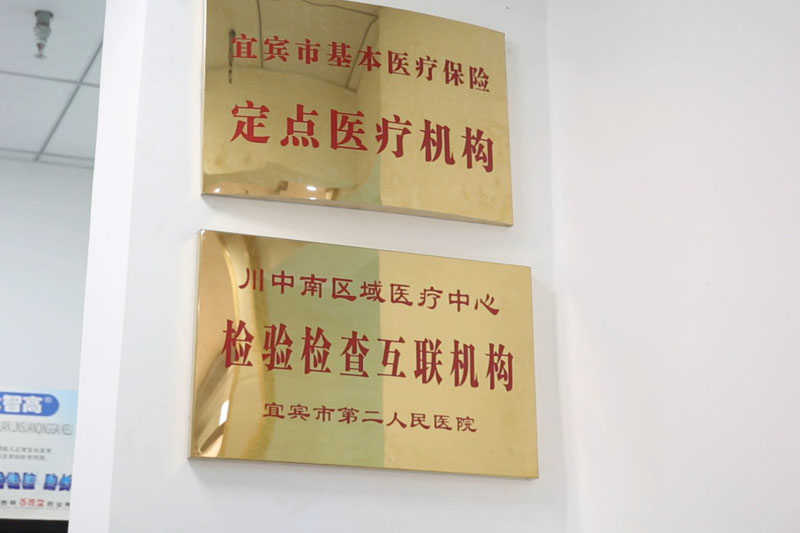 宜宾市基本医疗保险
定点医疗机构
川中南区域医疗中心
检验检查互联机构
宜宾市第二人民医院
智高®